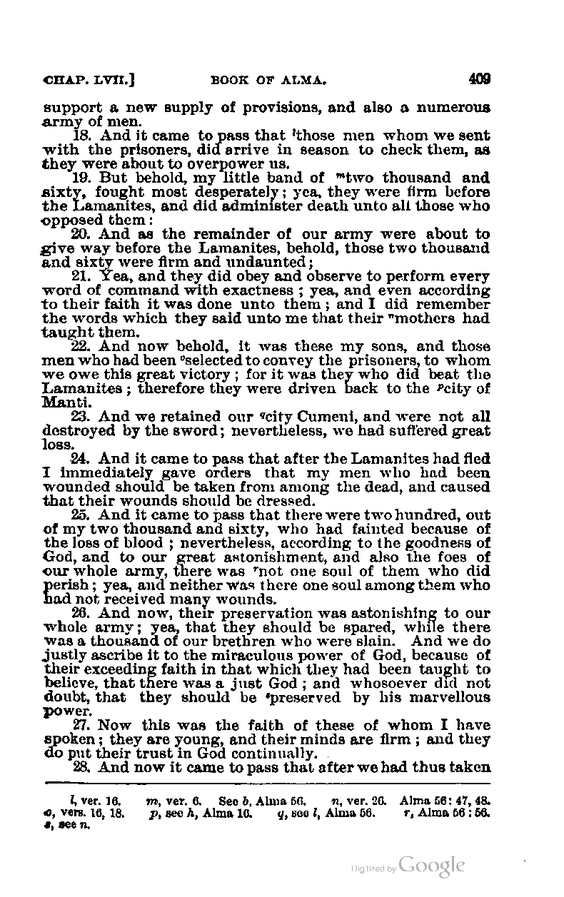 CHAP. LVII.] BOOK OF ALMA. 409
support a new supply of provisions, and also a numerous
army of men.
18. And it came to pass that lthose men whom we sent
with the prisoners, did arrive in season to check them, as
they were about to overpower us.
19. But behold, my little band of mtwo thousand and
sixty, fought most desperately; yea, they were firm before
the Lamanites, and did administer death unto all those who
opposed them:
20. And as the remainder of our army were about to
give way before the Lamanites, behold, those two thousand
and sixty were firm and undaunted;
21. Yea, and they did obey and observe to perform every
word of command with exactness; yea, and even according
to their faith it was done unto them; and I did remember
the words which they said unto me that their nmothers had
taught them.
22. And now behold, it was these my sons, and those
men who had been oselected to convey the prisoners, to whom
we owe this great victory; for it was they who did beat the
Lamanites; therefore they were driven back to the pcity of
Manti.
23. And we retained our qcity Cumeni, and were not all
destroyed by the sword; nevertheless, we had suffered great
loss.
24. And it came to pass that after the Lamanites had fled
I immediately gave orders that my men who had been
wounded should be taken from among the dead, and caused
that their wounds should be dressed.
25. And it came to pass that there were two hundred, out
of my two thousand and sixty, who had fainted because of
the loss of blood; nevertheless, according to the goodness of
God, and to our great astonishment, and also the foes of
our whole army, there was rnot one soul of them who did
perish; yea, and neither was there one soul among them who
had not received many wounds.
26. And now, their preservation was astonishing to our
whole army; yea, that they should be spared, while there
was a thousand of our brethren who were slain. And we do
justly ascribe it to the miraculous power of God, because of
their exceeding faith in that which they had been taught to
believe, that there was a just God; and whosoever did not
doubt, that they should be spreserved by his marvellous
power.
27. Now this was the faith of these of whom I have
spoken; they are young, and their minds are firm; and they
do put their trust in God continually.
28. And now it came to pass that after we had thus taken
l, ver. 16. m, ver. 6. See b, Alma 56. n, ver. 26. Alma 56: 47, 48.
o, vers. 16, 18. p, see h, Alma 16. q, see l, Alma 56. r, Alma 56: 56.
s, see n.
Digitized by Google